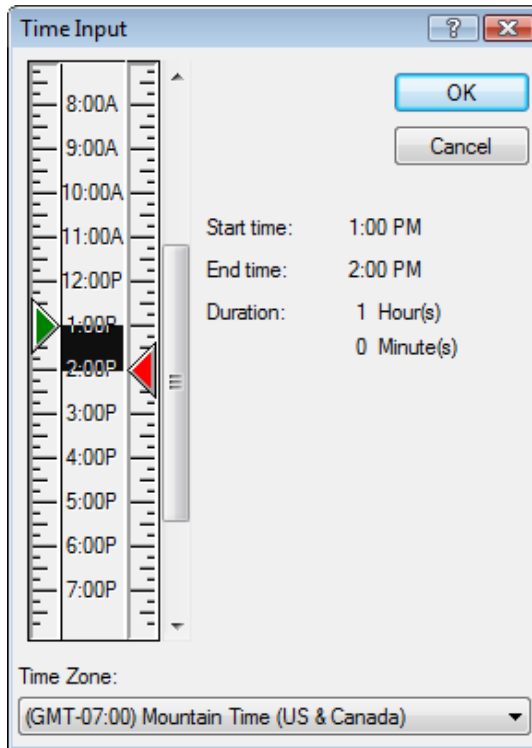 Time Input
?
OK
Cancel
8:00A
9:00A
10:00A
11:00A
12:00P
1:00P
2:00P
3:00P
4:00P
5:00P
6:00P
7:00P
Start time: 1:00 PM
End time: 2:00 PM
Duration: 1 Hour(s)
0 Minute(s)
Time Zone:
(GMT-07:00) Mountain Time (US & Canada)